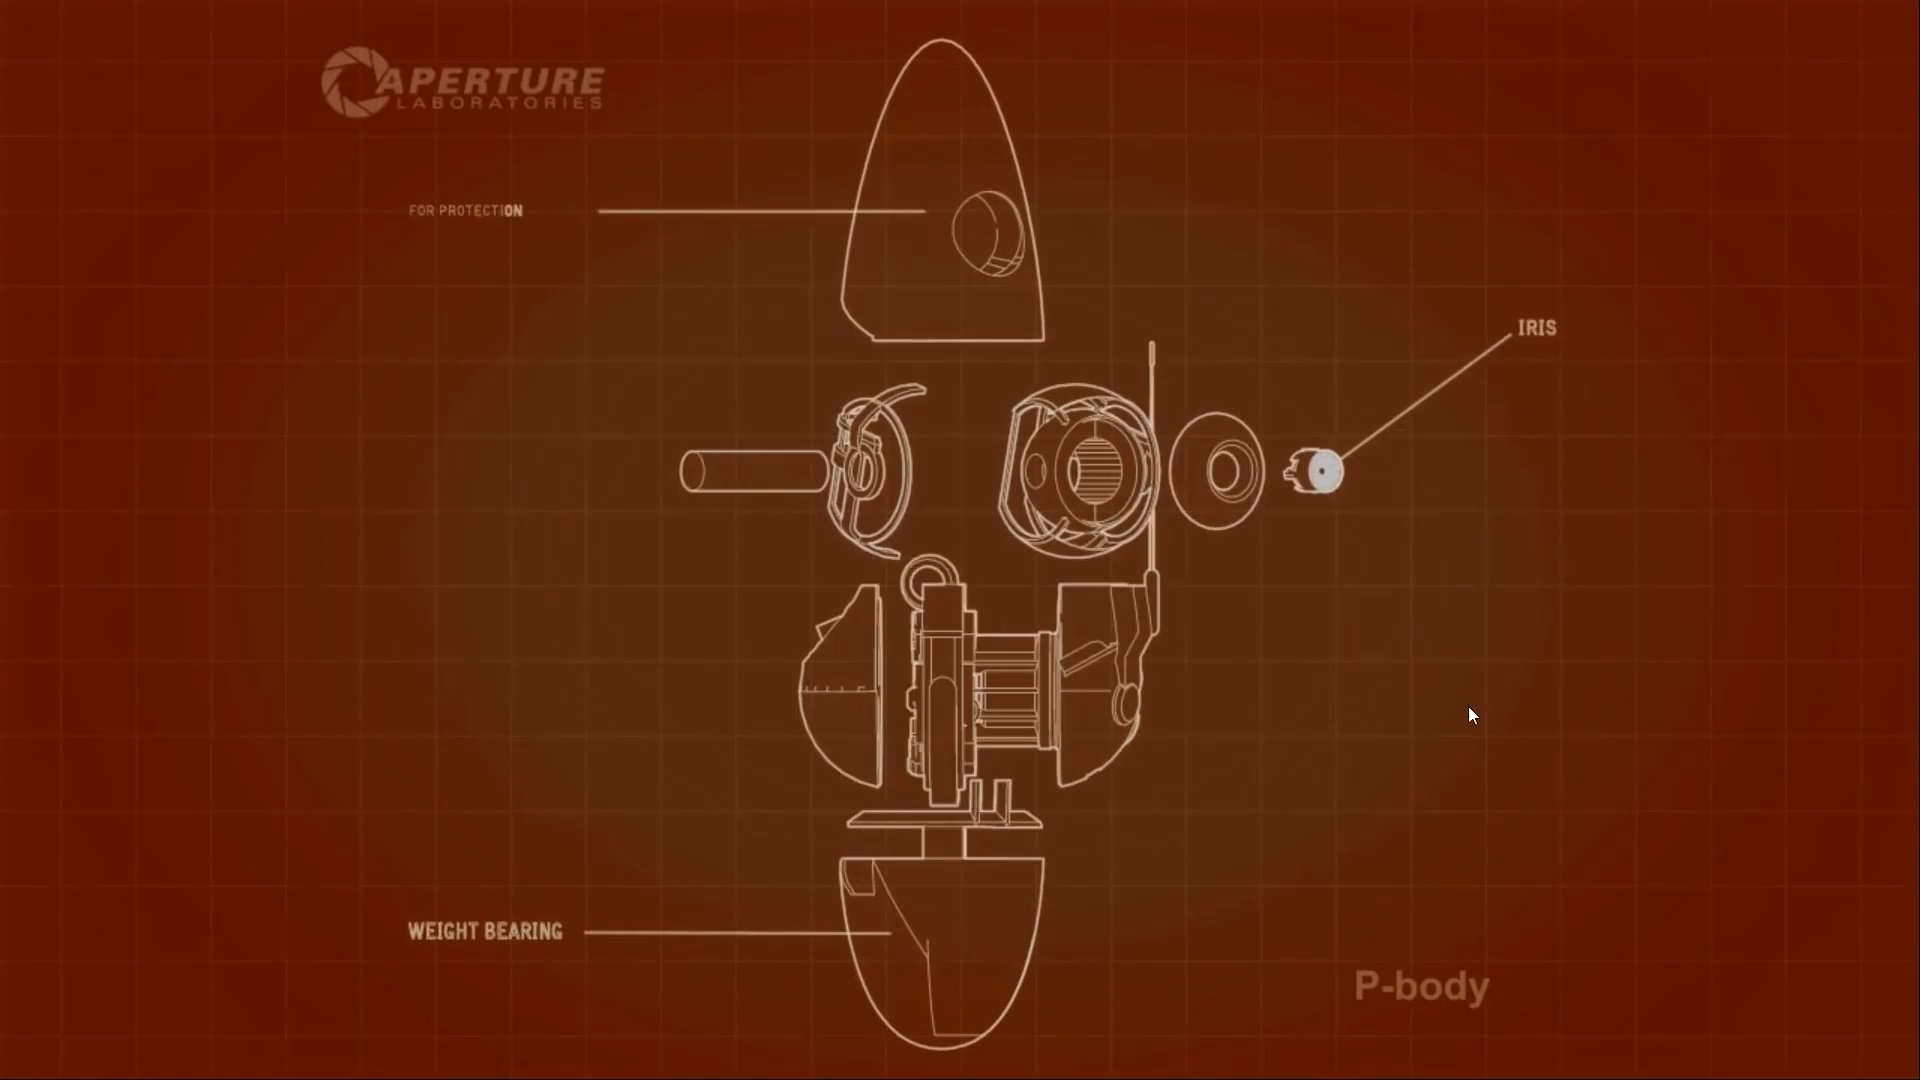 APERTURE
LABORATORIES
FOR PROTECTION
IRIS
WEIGHT BEARING
P-body